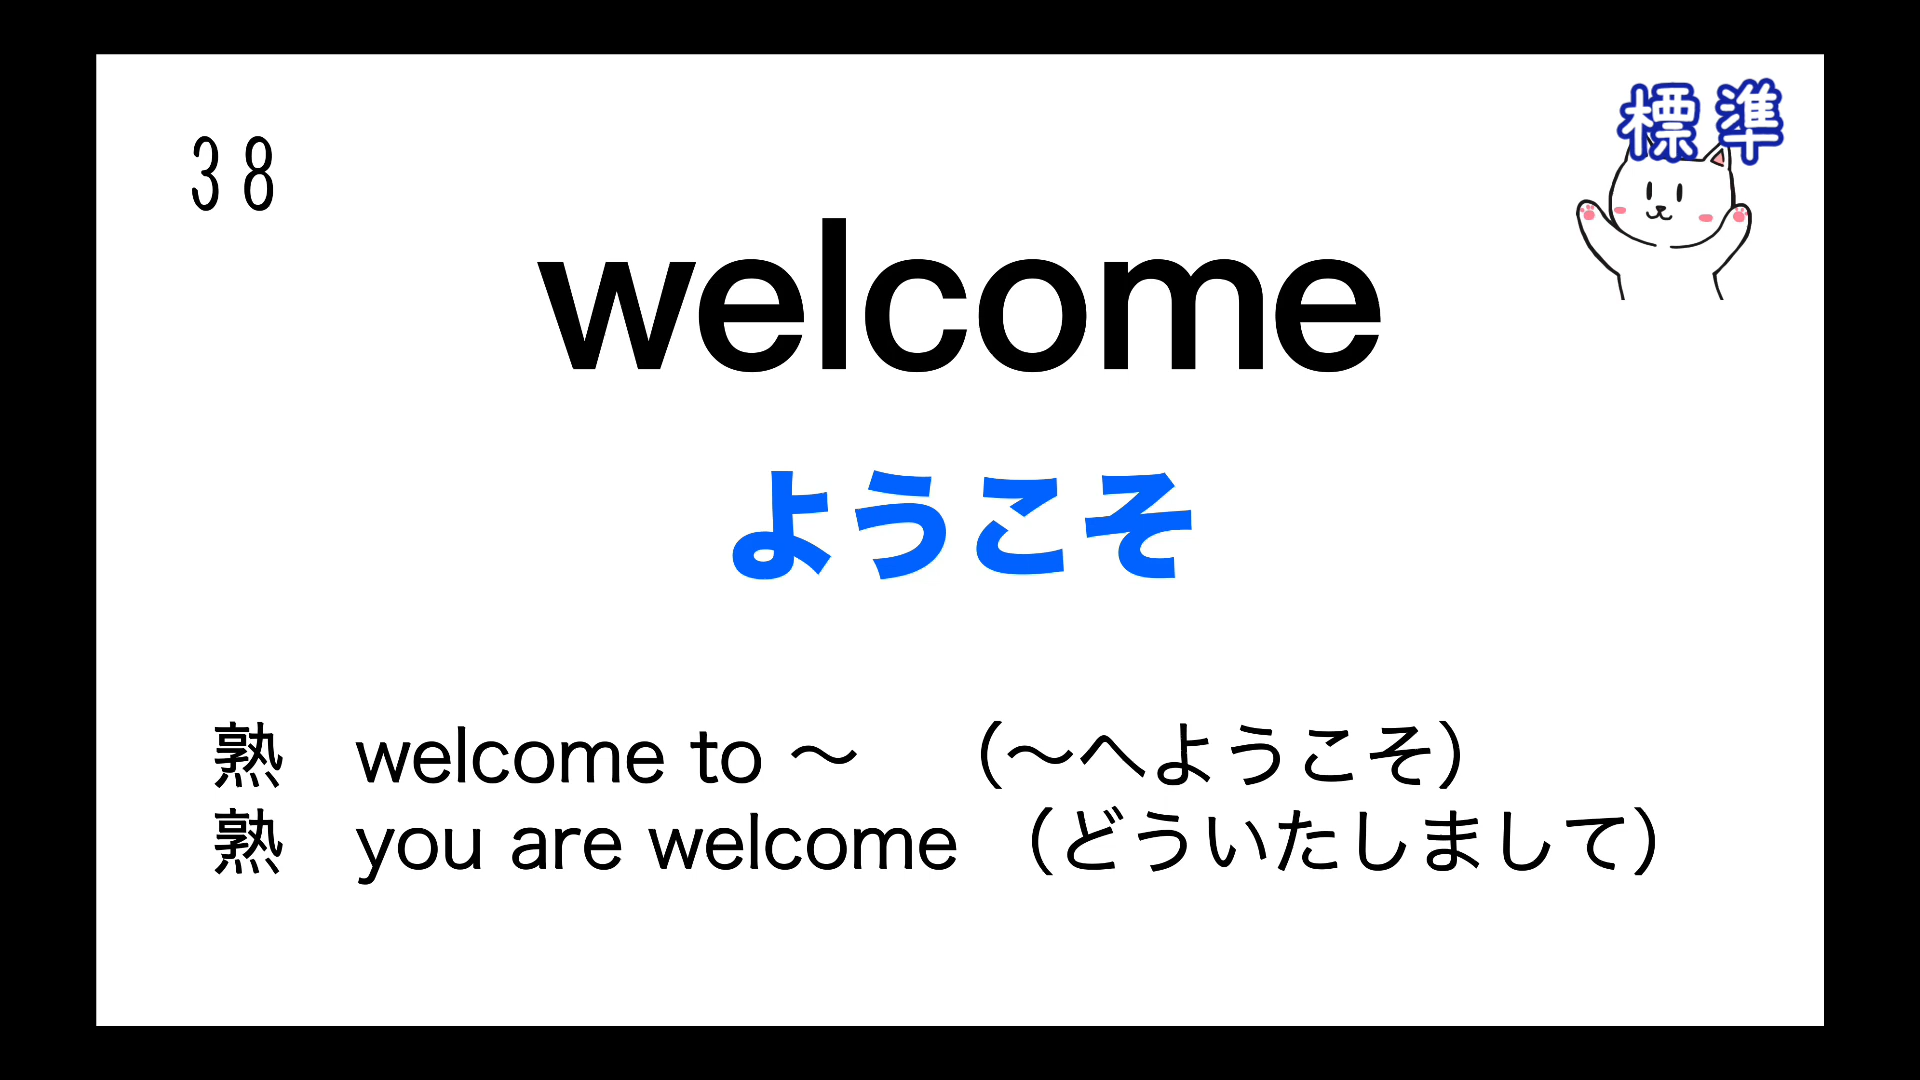 標準
３８
welcome
ようこそ
熟　welcome to ～　（～へようこそ）
熟　you are welcome　（どういたしまして）